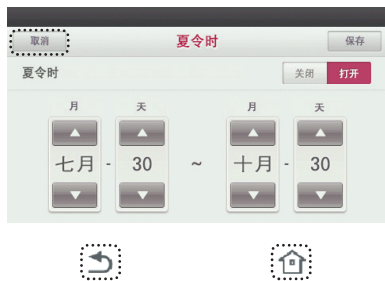 取消 夏令时 保存
夏令时 关闭 打开
月 天 月 天
七月 - 30 ~ 十月 - 30